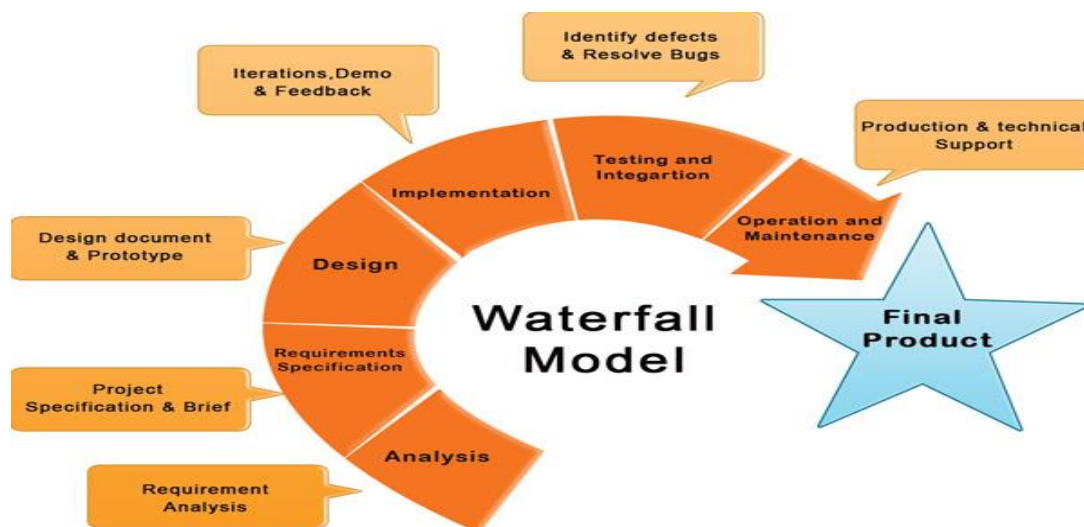 Identify defects
& Resolve Bugs
Iterations,Demo
& Feedback
Production & technical
Support
Testing and
Integartion
Implementation
Operation and
Maintenance
Design document
& Prototype
Design
Final
Product
Waterfall
Model
Requirements
Specification
Project
Specification & Brief
Analysis
Requirement
Analysis